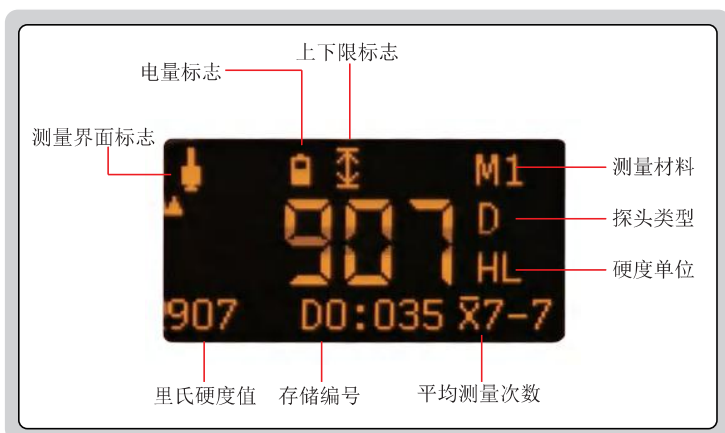 上下限标志
电量标志
测量界面标志
M1
测量材料
907
D
探头类型
HL
硬度单位
907 D0:035 x̅7-7
里氏硬度值 存储编号 平均测量次数